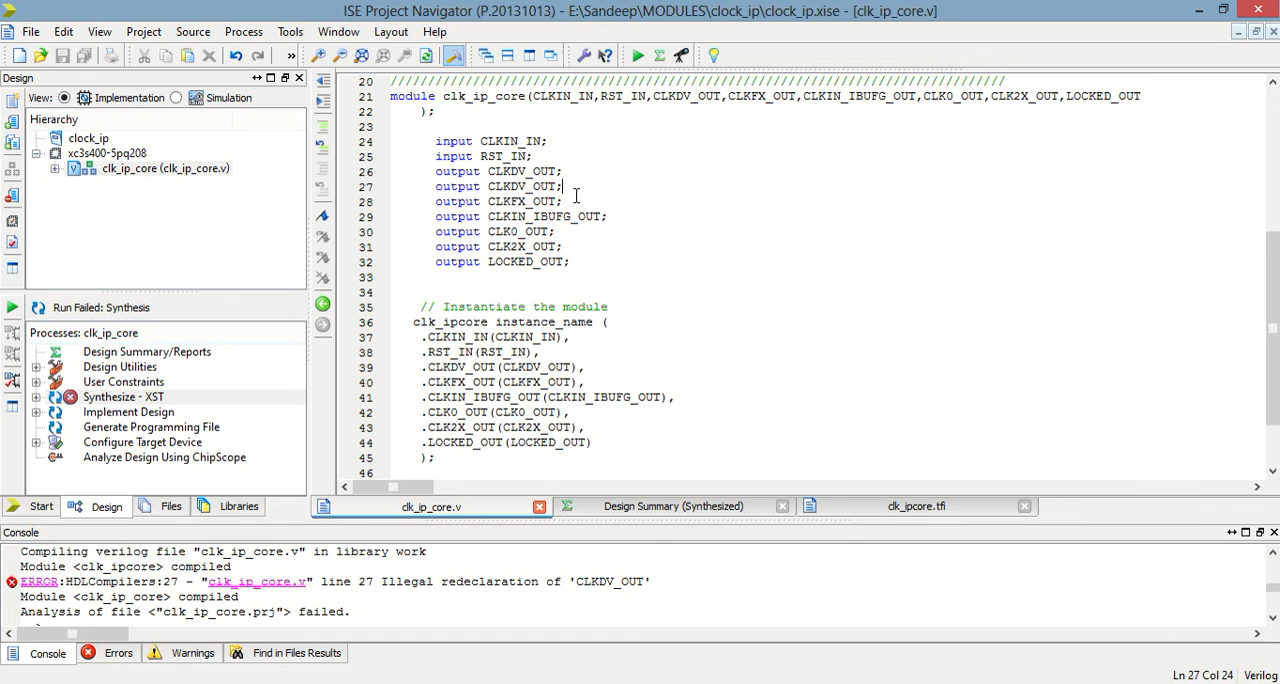 ISE Project Navigator (P.20131013) - E:\Sandeep\MODULES\clock_ip\clock_ip.xise - [clk_ip_core.v]
File Edit View Project Source Process Tools Window Layout Help
»
Design
View: Implementation Simulation
Hierarchy
clock_ip
xc3s400-5pq208
clk_ip_core (clk_ip_core.v)
Run Failed: Synthesis
Processes: clk_ip_core
Design Summary/Reports
Design Utilities
User Constraints
Synthesize - XST
Implement Design
Generate Programming File
Configure Target Device
Analyze Design Using ChipScope
Start Design Files Libraries
20 //////////////////////////////////////////////////////////////////////////////////
21 module clk_ip_core(CLKIN_IN,RST_IN,CLKDV_OUT,CLKFX_OUT,CLKIN_IBUFG_OUT,CLK0_OUT,CLK2X_OUT,LOCKED_OUT
22 );
23
24 input CLKIN_IN;
25 input RST_IN;
26 output CLKDV_OUT;
27 output CLKDV_OUT;
28 output CLKFX_OUT;
29 output CLKIN_IBUFG_OUT;
30 output CLK0_OUT;
31 output CLK2X_OUT;
32 output LOCKED_OUT;
33
34
35 // Instantiate the module
36 clk_ipcore instance_name (
37 .CLKIN_IN(CLKIN_IN),
38 .RST_IN(RST_IN),
39 .CLKDV_OUT(CLKDV_OUT),
40 .CLKFX_OUT(CLKFX_OUT),
41 .CLKIN_IBUFG_OUT(CLKIN_IBUFG_OUT),
42 .CLK0_OUT(CLK0_OUT),
43 .CLK2X_OUT(CLK2X_OUT),
44 .LOCKED_OUT(LOCKED_OUT)
45 );
46
clk_ip_core.v Design Summary (Synthesized) clk_ipcore.tfi
Console
Compiling verilog file "clk_ip_core.v" in library work
Module <clk_ipcore> compiled
ERROR:HDLCompilers:27 - "clk_ip_core.v" line 27 Illegal redeclaration of 'CLKDV_OUT'
Module <clk_ip_core> compiled
Analysis of file <"clk_ip_core.prj"> failed.
Console Errors Warnings Find in Files Results
Ln 27 Col 24 Verilog